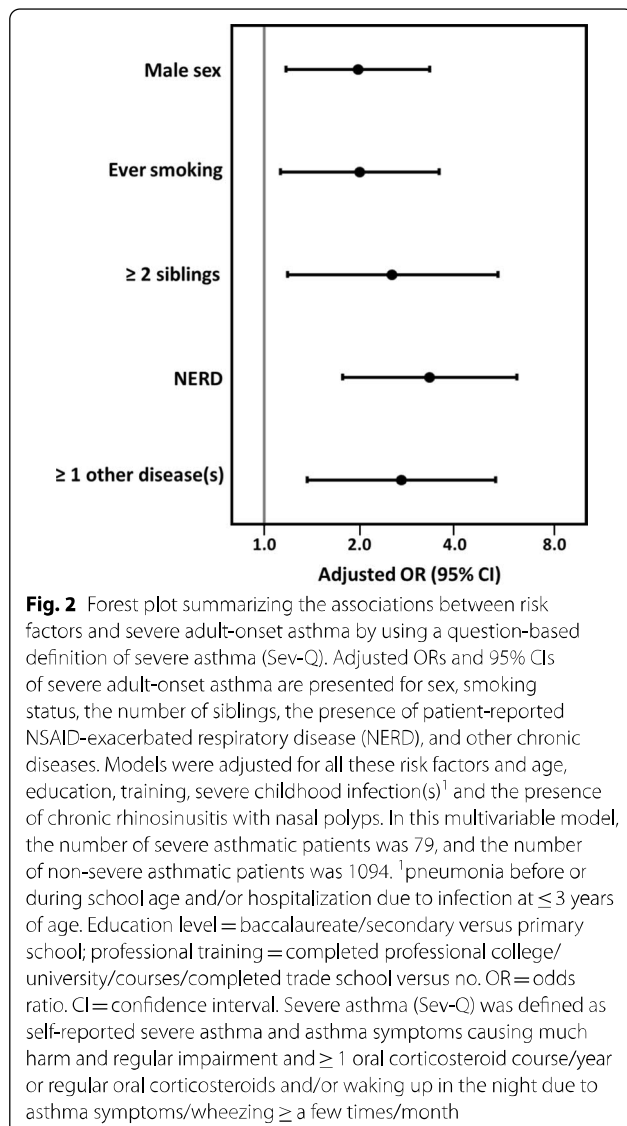 Male sex
Ever smoking
≥ 2 siblings
NERD
≥ 1 other disease(s)
1.0 2.0 4.0 8.0
Adjusted OR (95% CI)
Fig. 2 Forest plot summarizing the associations between risk
factors and severe adult-onset asthma by using a question-based
definition of severe asthma (Sev-Q). Adjusted ORs and 95% CIs
of severe adult-onset asthma are presented for sex, smoking
status, the number of siblings, the presence of patient-reported
NSAID-exacerbated respiratory disease (NERD), and other chronic
diseases. Models were adjusted for all these risk factors and age,
education, training, severe childhood infection(s)¹ and the presence
of chronic rhinosinusitis with nasal polyps. In this multivariable model,
the number of severe asthmatic patients was 79, and the number
of non-severe asthmatic patients was 1094. ¹pneumonia before or
during school age and/or hospitalization due to infection at ≤ 3 years
of age. Education level = baccalaureate/secondary versus primary
school; professional training = completed professional college/
university/courses/completed trade school versus no. OR = odds
ratio. CI = confidence interval. Severe asthma (Sev-Q) was defined as
self-reported severe asthma and asthma symptoms causing much
harm and regular impairment and ≥ 1 oral corticosteroid course/year
or regular oral corticosteroids and/or waking up in the night due to
asthma symptoms/wheezing ≥ a few times/month